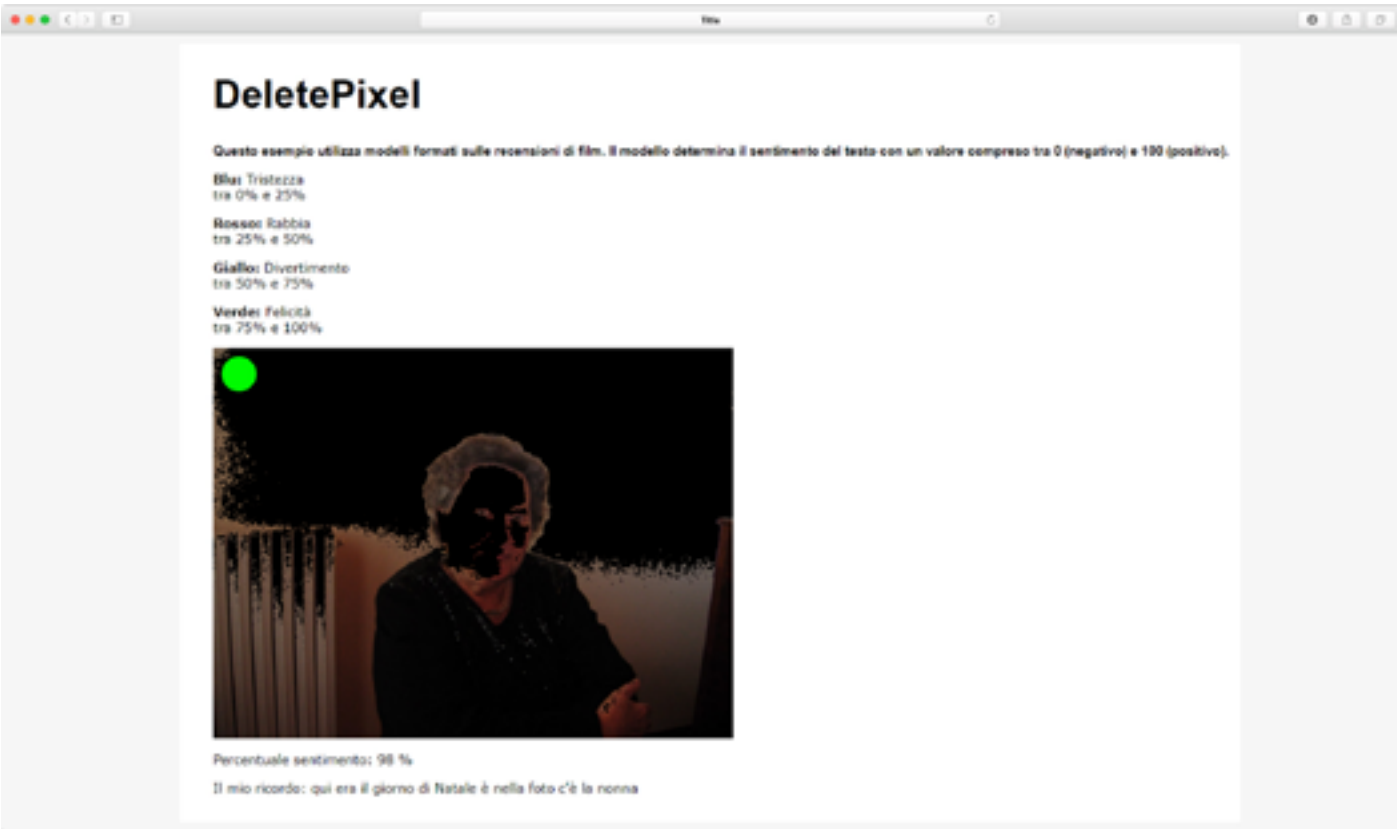 Title
DeletePixel
Questo esempio utilizza modelli formati sulle recensioni di film. Il modello determina il sentimento del testo con un valore compreso tra 0 (negativo) e 100 (positivo).
Blu: Tristezza
tra 0% e 25%
Rosso: Rabbia
tra 25% e 50%
Giallo: Divertimento
tra 50% e 75%
Verde: Felicità
tra 75% e 100%
Percentuale sentimento: 98 %
Il mio ricordo: qui era il giorno di Natale è nella foto c'è la nonna